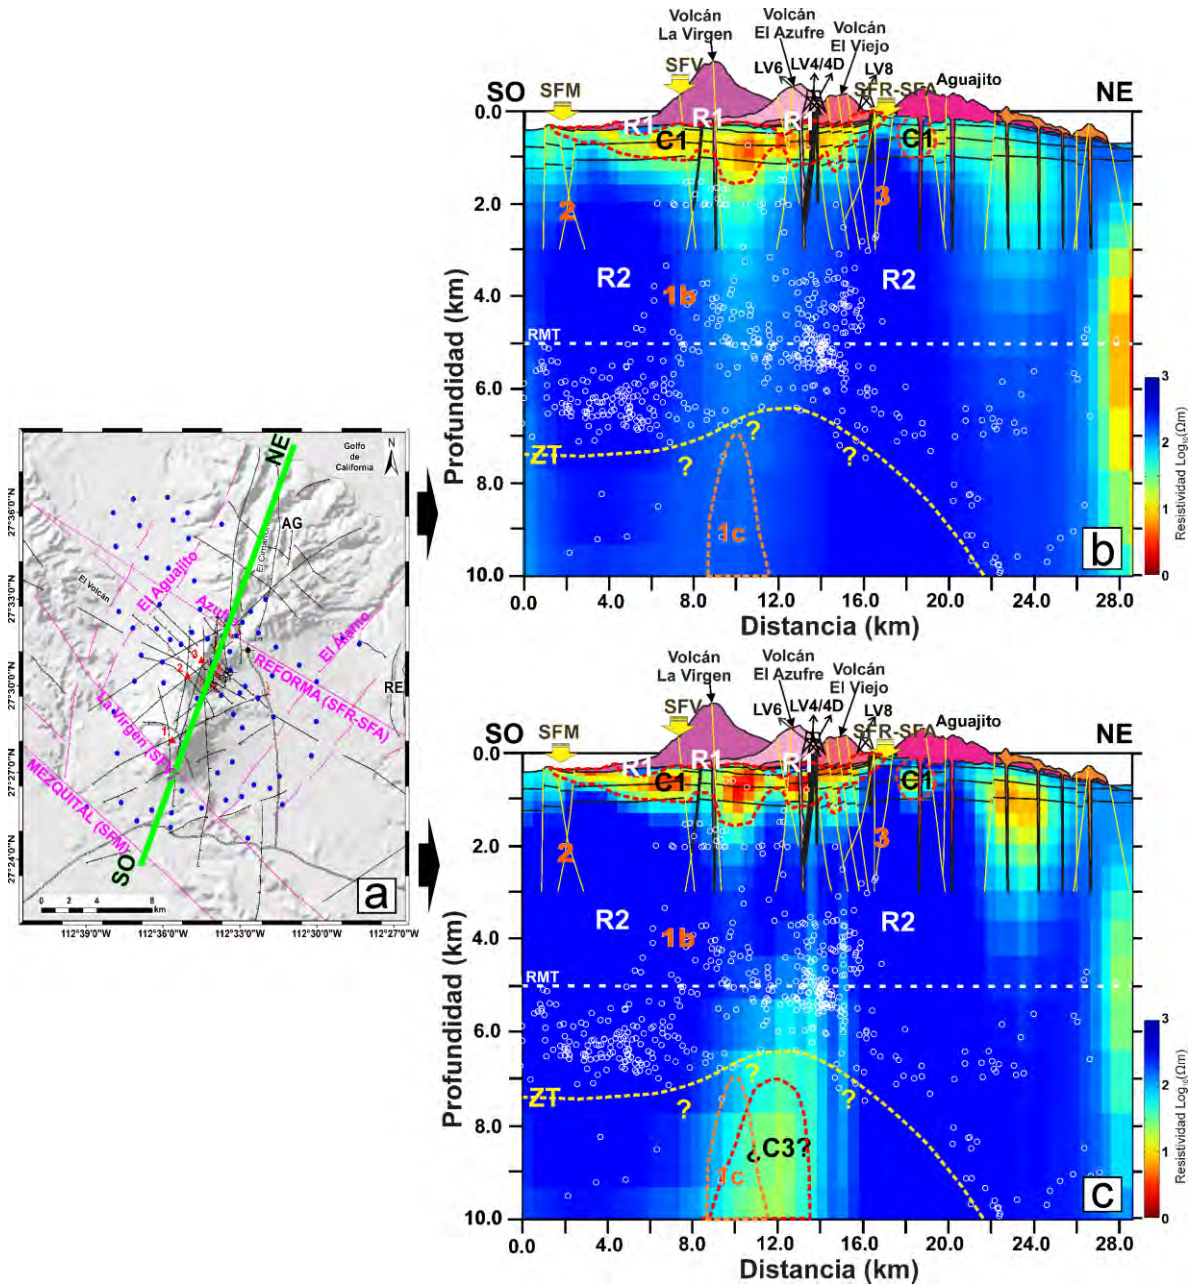 Volcán
La Virgen
Volcán
El Azufre
Volcán
El Viejo
SFV
LV6
LV4/4D
LV8
SFM
SFR-SFA
Aguajito
SO
NE
R1
R1
R1
C1
C1
2
3
R2
1b
R2
RMT
ZT
?
?
?
1c
b
0.0
2.0
4.0
6.0
8.0
10.0
Profundidad (km)
0.0
4.0
8.0
12.0
16.0
20.0
24.0
28.0
Distancia (km)
3
2
1
0
Resistividad Log₁₀(Ωm)
NE
Golfo
de
California
N
AG
El Cimarrón
El Volcán
El Aguajito
El Álamo
REFORMA (SFR-SFA)
RE
La Virgen (SFV)
MEZQUITAL (SFM)
3
2
1
SO
a
0 2 4 8
km
27°36'0"N
27°33'0"N
27°30'0"N
27°27'0"N
27°24'0"N
112°39'0"W
112°36'0"W
112°33'0"W
112°30'0"W
112°27'0"W
Volcán
La Virgen
Volcán
El Azufre
Volcán
El Viejo
SFV
LV6
LV4/4D
LV8
SFM
SFR-SFA
Aguajito
SO
NE
R1
R1
R1
C1
C1
2
3
R2
1b
R2
RMT
ZT
?
?
?
¿C3?
1c
c
0.0
2.0
4.0
6.0
8.0
10.0
Profundidad (km)
0.0
4.0
8.0
12.0
16.0
20.0
24.0
28.0
Distancia (km)
3
2
1
0
Resistividad Log₁₀(Ωm)